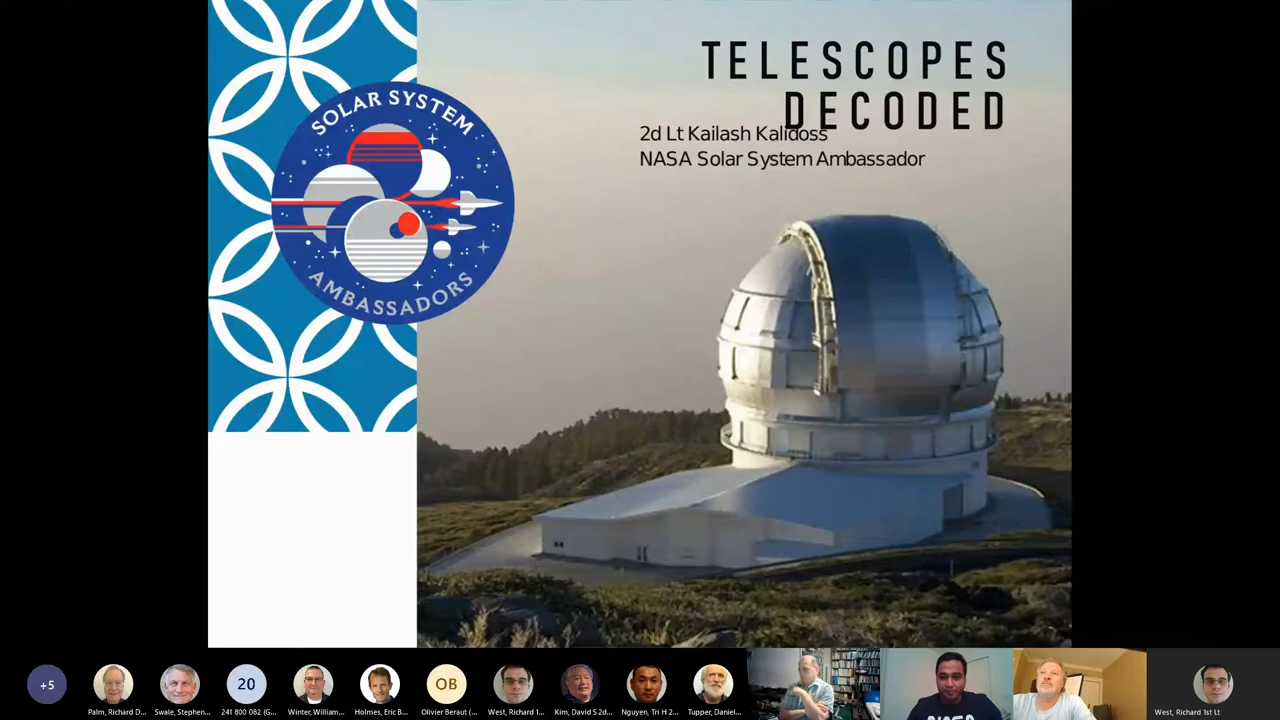 TELESCOPES
DECODED
2d Lt Kailash Kalidoss
NASA Solar System Ambassador
SOLAR SYSTEM
AMBASSADORS
+5
Palm, Richard D...
Swale, Stephen...
20
241 800 082 (G...
Winter, William...
Holmes, Eric B...
OB
Olivier Beraut (...
West, Richard 1...
Kim, David S 2d...
Nguyen, Tri H 2...
Tupper, Daniel...
NASA
West, Richard 1st Lt